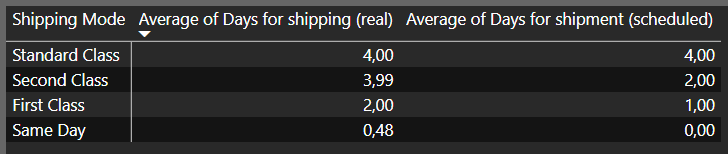 Shipping Mode Average of Days for shipping (real) Average of Days for shipment (scheduled)
Standard Class 4,00 4,00
Second Class 3,99 2,00
First Class 2,00 1,00
Same Day 0,48 0,00